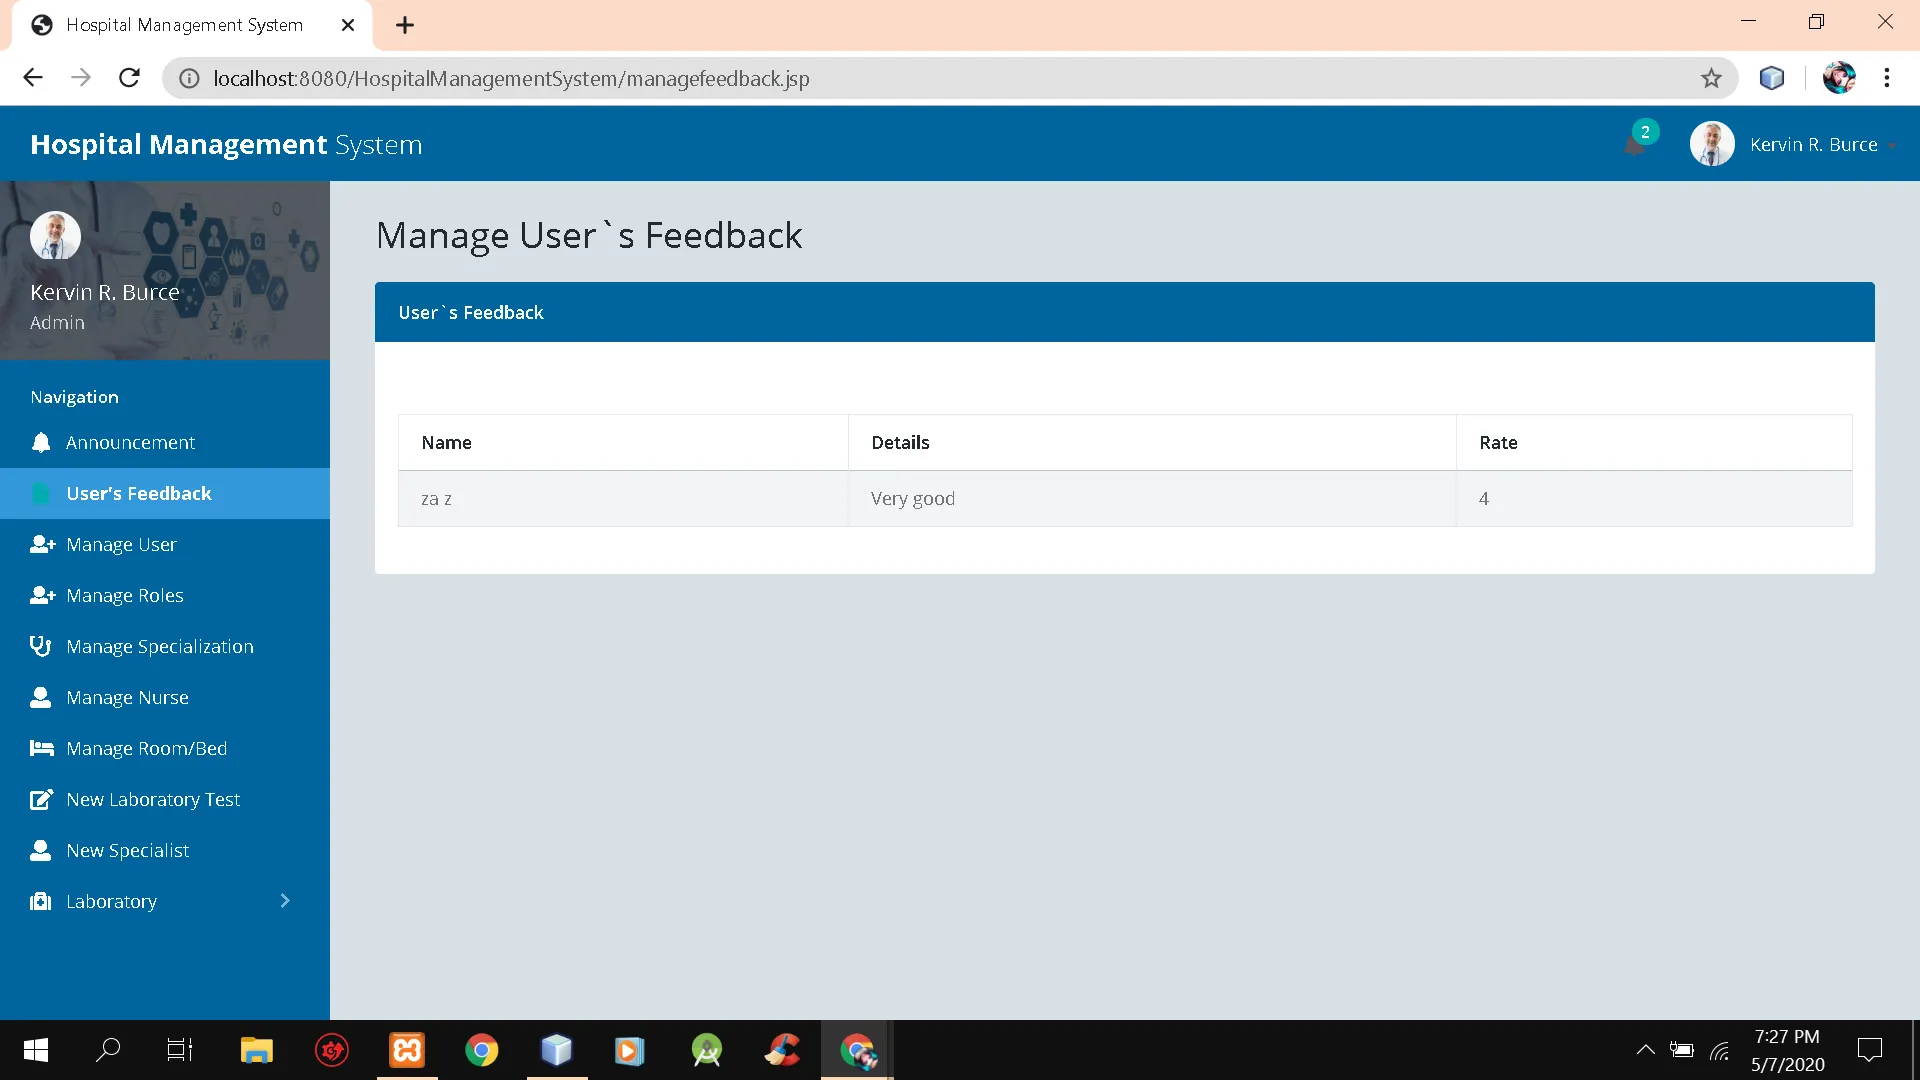 Hospital Management System
localhost:8080/HospitalManagementSystem/managefeedback.jsp
Hospital Management System
2
Kervin R. Burce
Kervin R. Burce
Admin
Navigation
Announcement
User's Feedback
Manage User
Manage Roles
Manage Specialization
Manage Nurse
Manage Room/Bed
New Laboratory Test
New Specialist
Laboratory
Manage User`s Feedback
User`s Feedback
Name Details Rate
za z Very good 4
7:27 PM
5/7/2020